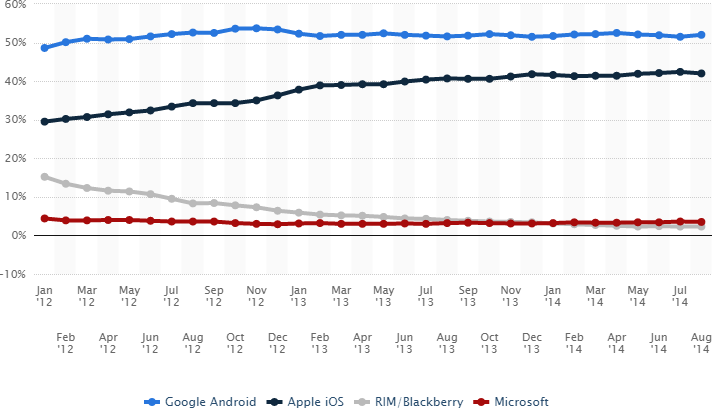 60%
50%
40%
30%
20%
10%
0%
-10%
Jan '12
Feb '12
Mar '12
Apr '12
May '12
Jun '12
Jul '12
Aug '12
Sep '12
Oct '12
Nov '12
Dec '12
Jan '13
Feb '13
Mar '13
Apr '13
May '13
Jun '13
Jul '13
Aug '13
Sep '13
Oct '13
Nov '13
Dec '13
Jan '14
Feb '14
Mar '14
Apr '14
May '14
Jun '14
Jul '14
Aug '14
Google Android
Apple iOS
RIM/Blackberry
Microsoft